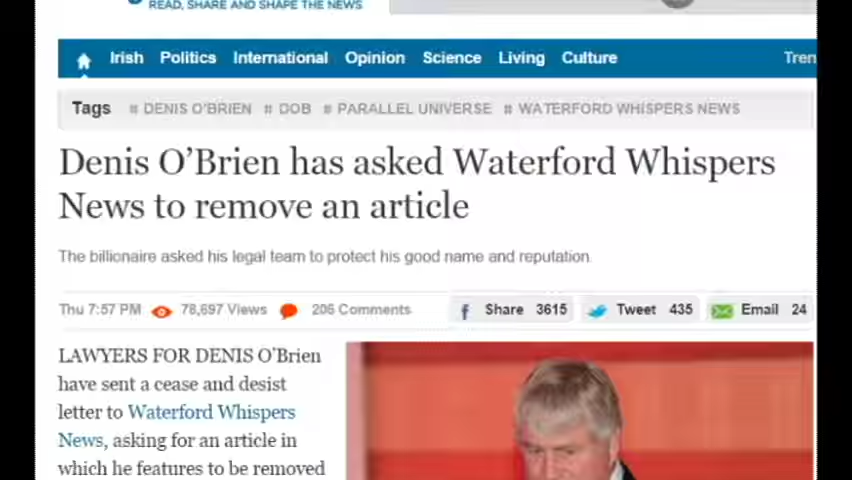 READ, SHARE AND SHAPE THE NEWS
Irish Politics International Opinion Science Living Culture
Tags # DENIS O'BRIEN # DOB # PARALLEL UNIVERSE # WATERFORD WHISPERS NEWS
Denis O’Brien has asked Waterford Whispers
News to remove an article
The billionaire asked his legal team to protect his good name and reputation.
Thu 7:57 PM 78,697 Views 206 Comments Share 3615 Tweet 435 Email 24
LAWYERS FOR DENIS O’Brien
have sent a cease and desist
letter to Waterford Whispers
News, asking for an article in
which he features to be removed